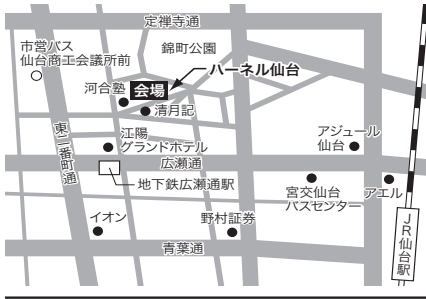 定禅寺通
市営バス
仙台商工会議所前
錦町公園
ハーネル仙台
河合塾
会場
清月記
東二番町通
江陽
グランドホテル
アジュール
仙台
広瀬通
地下鉄広瀬通駅
宮交仙台
バスセンター
アエル
イオン
野村証券
JR仙台駅
青葉通